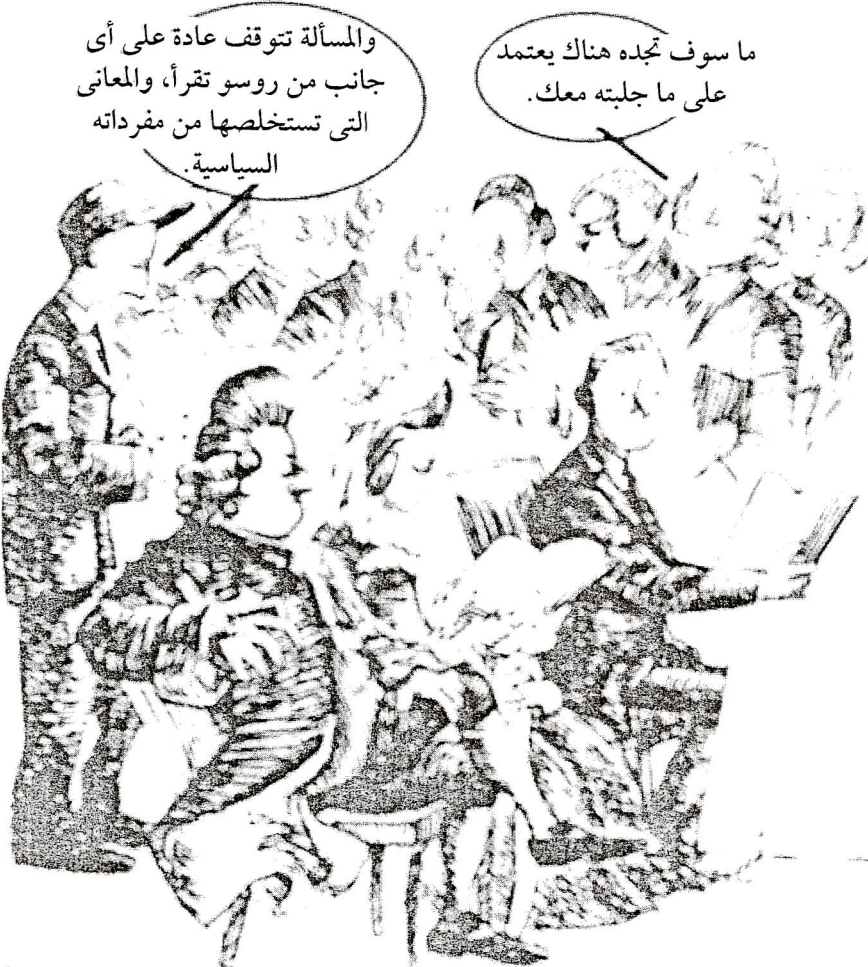 ما سوف تجده هناك يعتمد
على ما جلبته معك.
والمسألة تتوقف عادة على أى
جانب من روسو تقرأ، والمعانى
التى تستخلصها من مفرداته
السياسية.